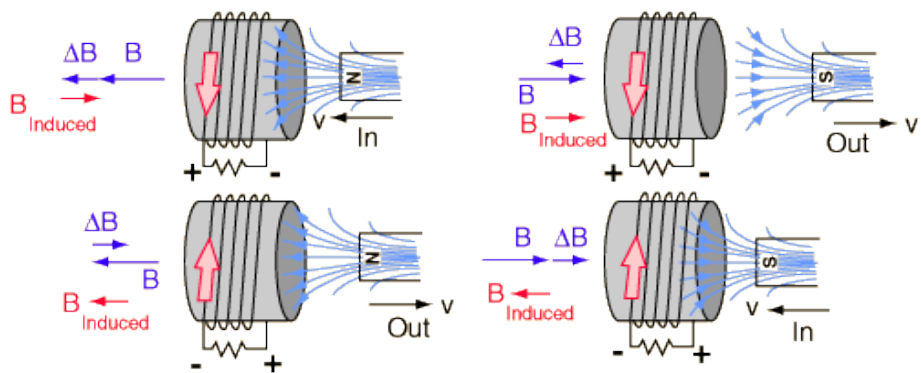 ΔB B
B
Induced
N
v
In
+ -
ΔB
B
B
Induced
S
v
Out
+ -
ΔB
B
B
Induced
N
v
Out
- +
B ΔB
B
Induced
S
v
In
- +